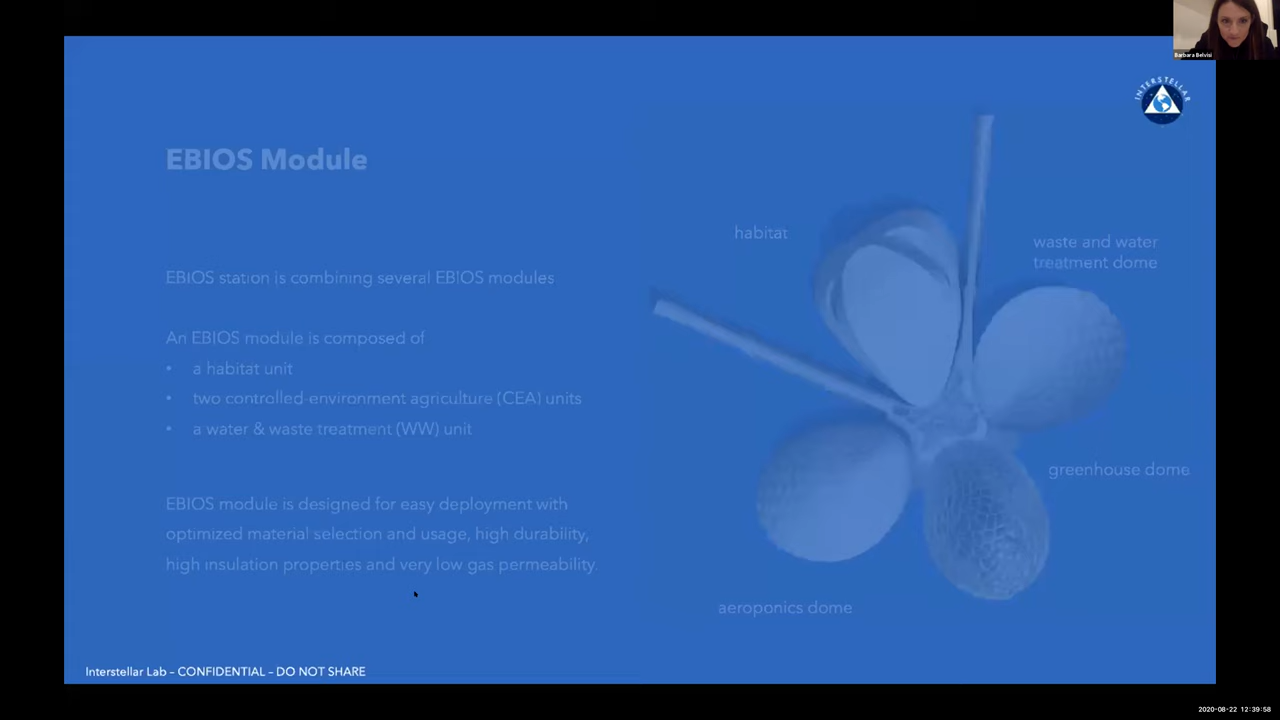 Barbara Belvisi
INTERSTELLAR
EBIOS Module
habitat
waste and water
treatment dome
EBIOS station is combining several EBIOS modules
An EBIOS module is composed of
• a habitat unit
• two controlled-environment agriculture (CEA) units
• a water & waste treatment (WW) unit
greenhouse dome
EBIOS module is designed for easy deployment with
optimized material selection and usage, high durability,
high insulation properties and very low gas permeability
aeroponics dome
Interstellar Lab – CONFIDENTIAL – DO NOT SHARE
2020-08-22 12:39:58